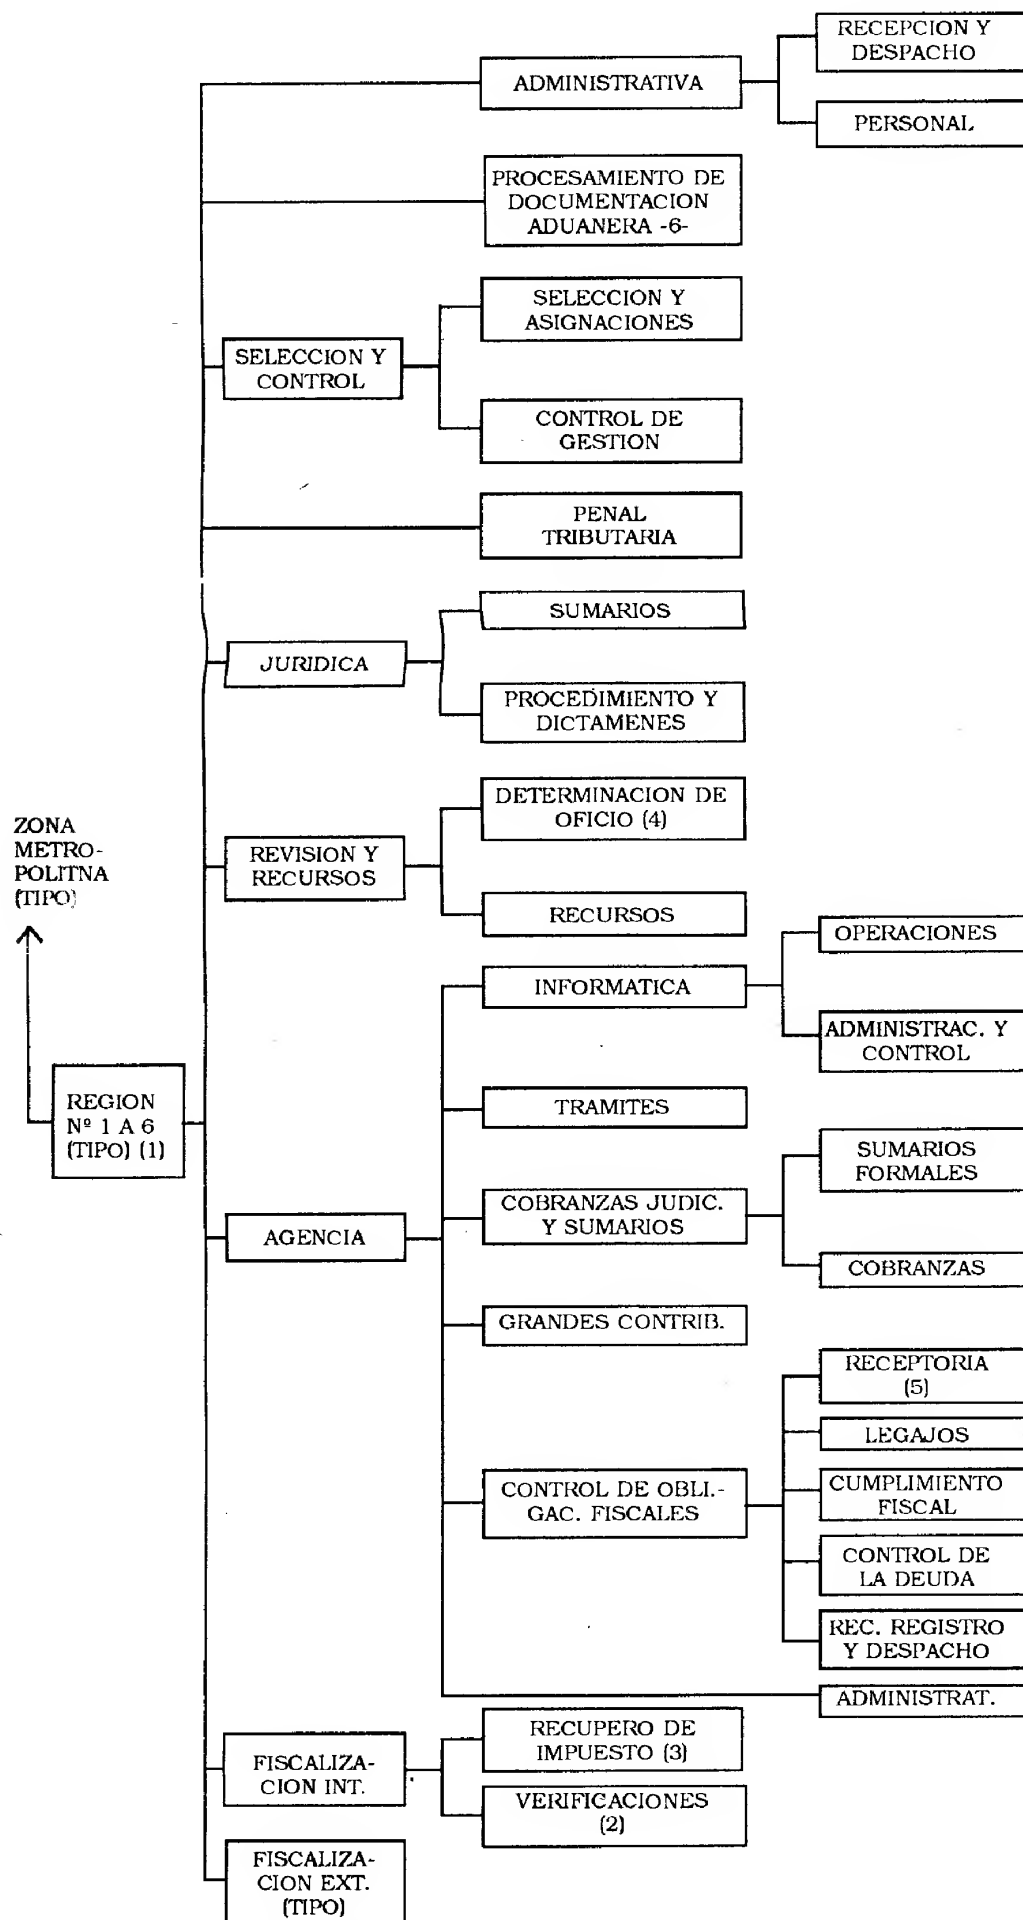 RECEPCION Y
DESPACHO
ADMINISTRATIVA
PERSONAL
PROCESAMIENTO DE
DOCUMENTACION
ADUANERA -6-
SELECCION Y
ASIGNACIONES
SELECCION Y
CONTROL
CONTROL DE
GESTION
PENAL
TRIBUTARIA
SUMARIOS
JURIDICA
PROCEDIMIENTO Y
DICTAMENES
DETERMINACION DE
OFICIO (4)
ZONA
METRO-
POLITNA
(TIPO)
REVISION Y
RECURSOS
RECURSOS
OPERACIONES
INFORMATICA
ADMINISTRAC. Y
CONTROL
REGION
Nº 1 A 6
(TIPO) (1)
TRAMITES
SUMARIOS
FORMALES
COBRANZAS JUDIC.
Y SUMARIOS
AGENCIA
COBRANZAS
GRANDES CONTRIB.
RECEPTORIA
(5)
LEGAJOS
CONTROL DE OBLI.-
GAC. FISCALES
CUMPLIMIENTO
FISCAL
CONTROL DE
LA DEUDA
REC. REGISTRO
Y DESPACHO
ADMINISTRAT.
RECUPERO DE
IMPUESTO (3)
FISCALIZA-
CION INT.
VERIFICACIONES
(2)
FISCALIZA-
CION EXT.
(TIPO)